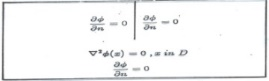 ∂φ/∂n = 0 ∂φ/∂n = 0
∇²φ(x) = 0 , x in D
∂φ/∂n = 0